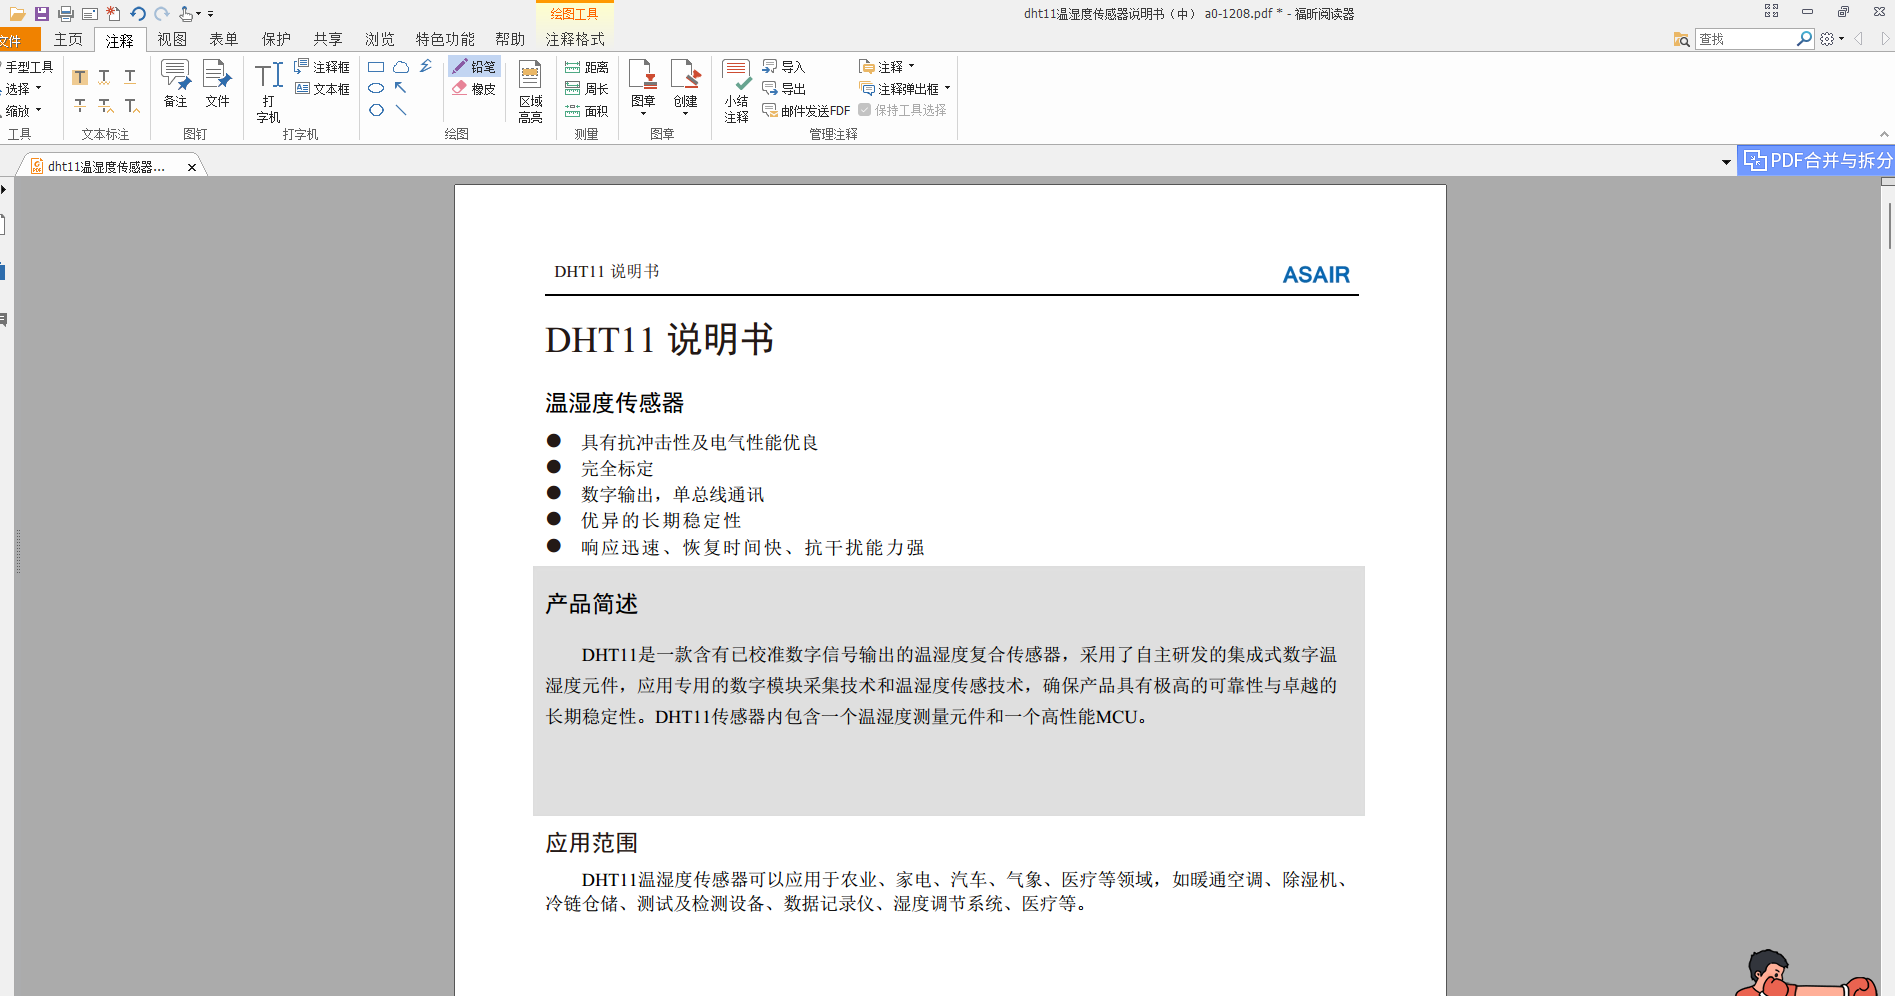 dht11温湿度传感器说明书（中） a0-1208.pdf * - 福昕阅读器
绘图工具
文件 主页 注释 视图 表单 保护 共享 浏览 特色功能 帮助 注释格式
查找
手型工具
选择
缩放
工具
文本标注
备注
文件
图钉
打字机
注释框
文本框
打字机
铅笔
橡皮
绘图
区域高亮
距离
周长
面积
测量
图章
创建
图章
小结注释
导入
导出
邮件发送FDF
注释
注释弹出框
保持工具选择
管理注释
dht11温湿度传感器...
PDF合并与拆分
DHT11 说明书
ASAIR
DHT11 说明书
温湿度传感器
● 具有抗冲击性及电气性能优良
● 完全标定
● 数字输出，单总线通讯
● 优异的长期稳定性
● 响应迅速、恢复时间快、抗干扰能力强
产品简述
DHT11是一款含有已校准数字信号输出的温湿度复合传感器，采用了自主研发的集成式数字温
湿度元件，应用专用的数字模块采集技术和温湿度传感技术，确保产品具有极高的可靠性与卓越的
长期稳定性。DHT11传感器内包含一个温湿度测量元件和一个高性能MCU。
应用范围
DHT11温湿度传感器可以应用于农业、家电、汽车、气象、医疗等领域，如暖通空调、除湿机、
冷链仓储、测试及检测设备、数据记录仪、湿度调节系统、医疗等。